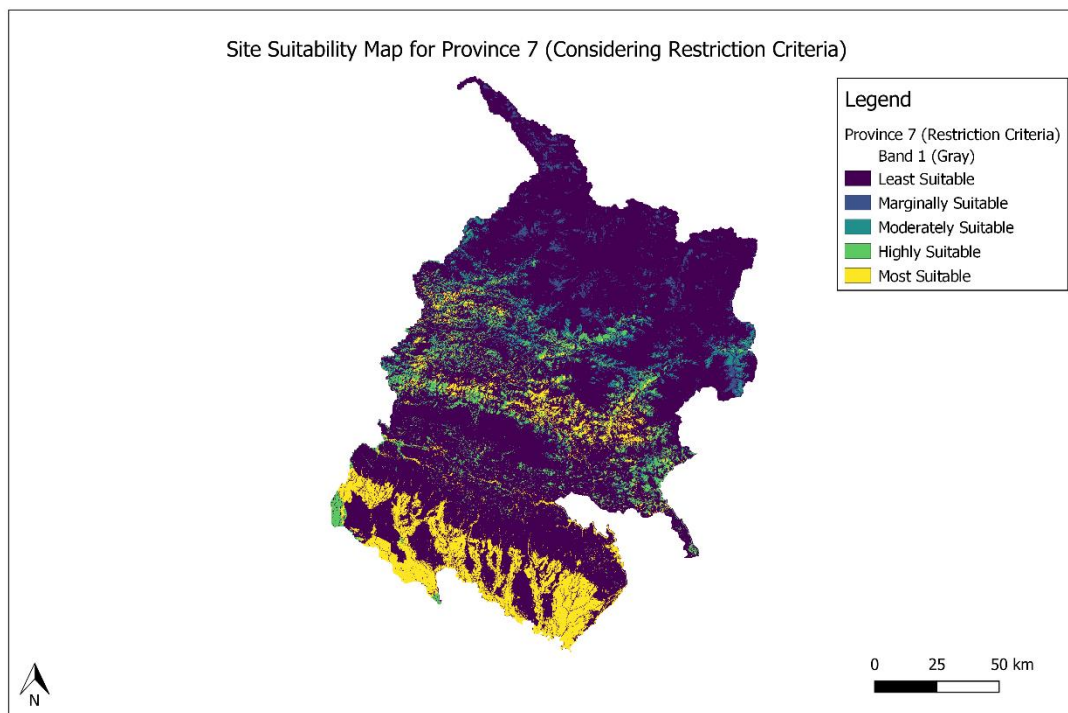 Site Suitability Map for Province 7 (Considering Restriction Criteria)
Legend
Province 7 (Restriction Criteria)
Band 1 (Gray)
Least Suitable
Marginally Suitable
Moderately Suitable
Highly Suitable
Most Suitable
0 25 50 km
N